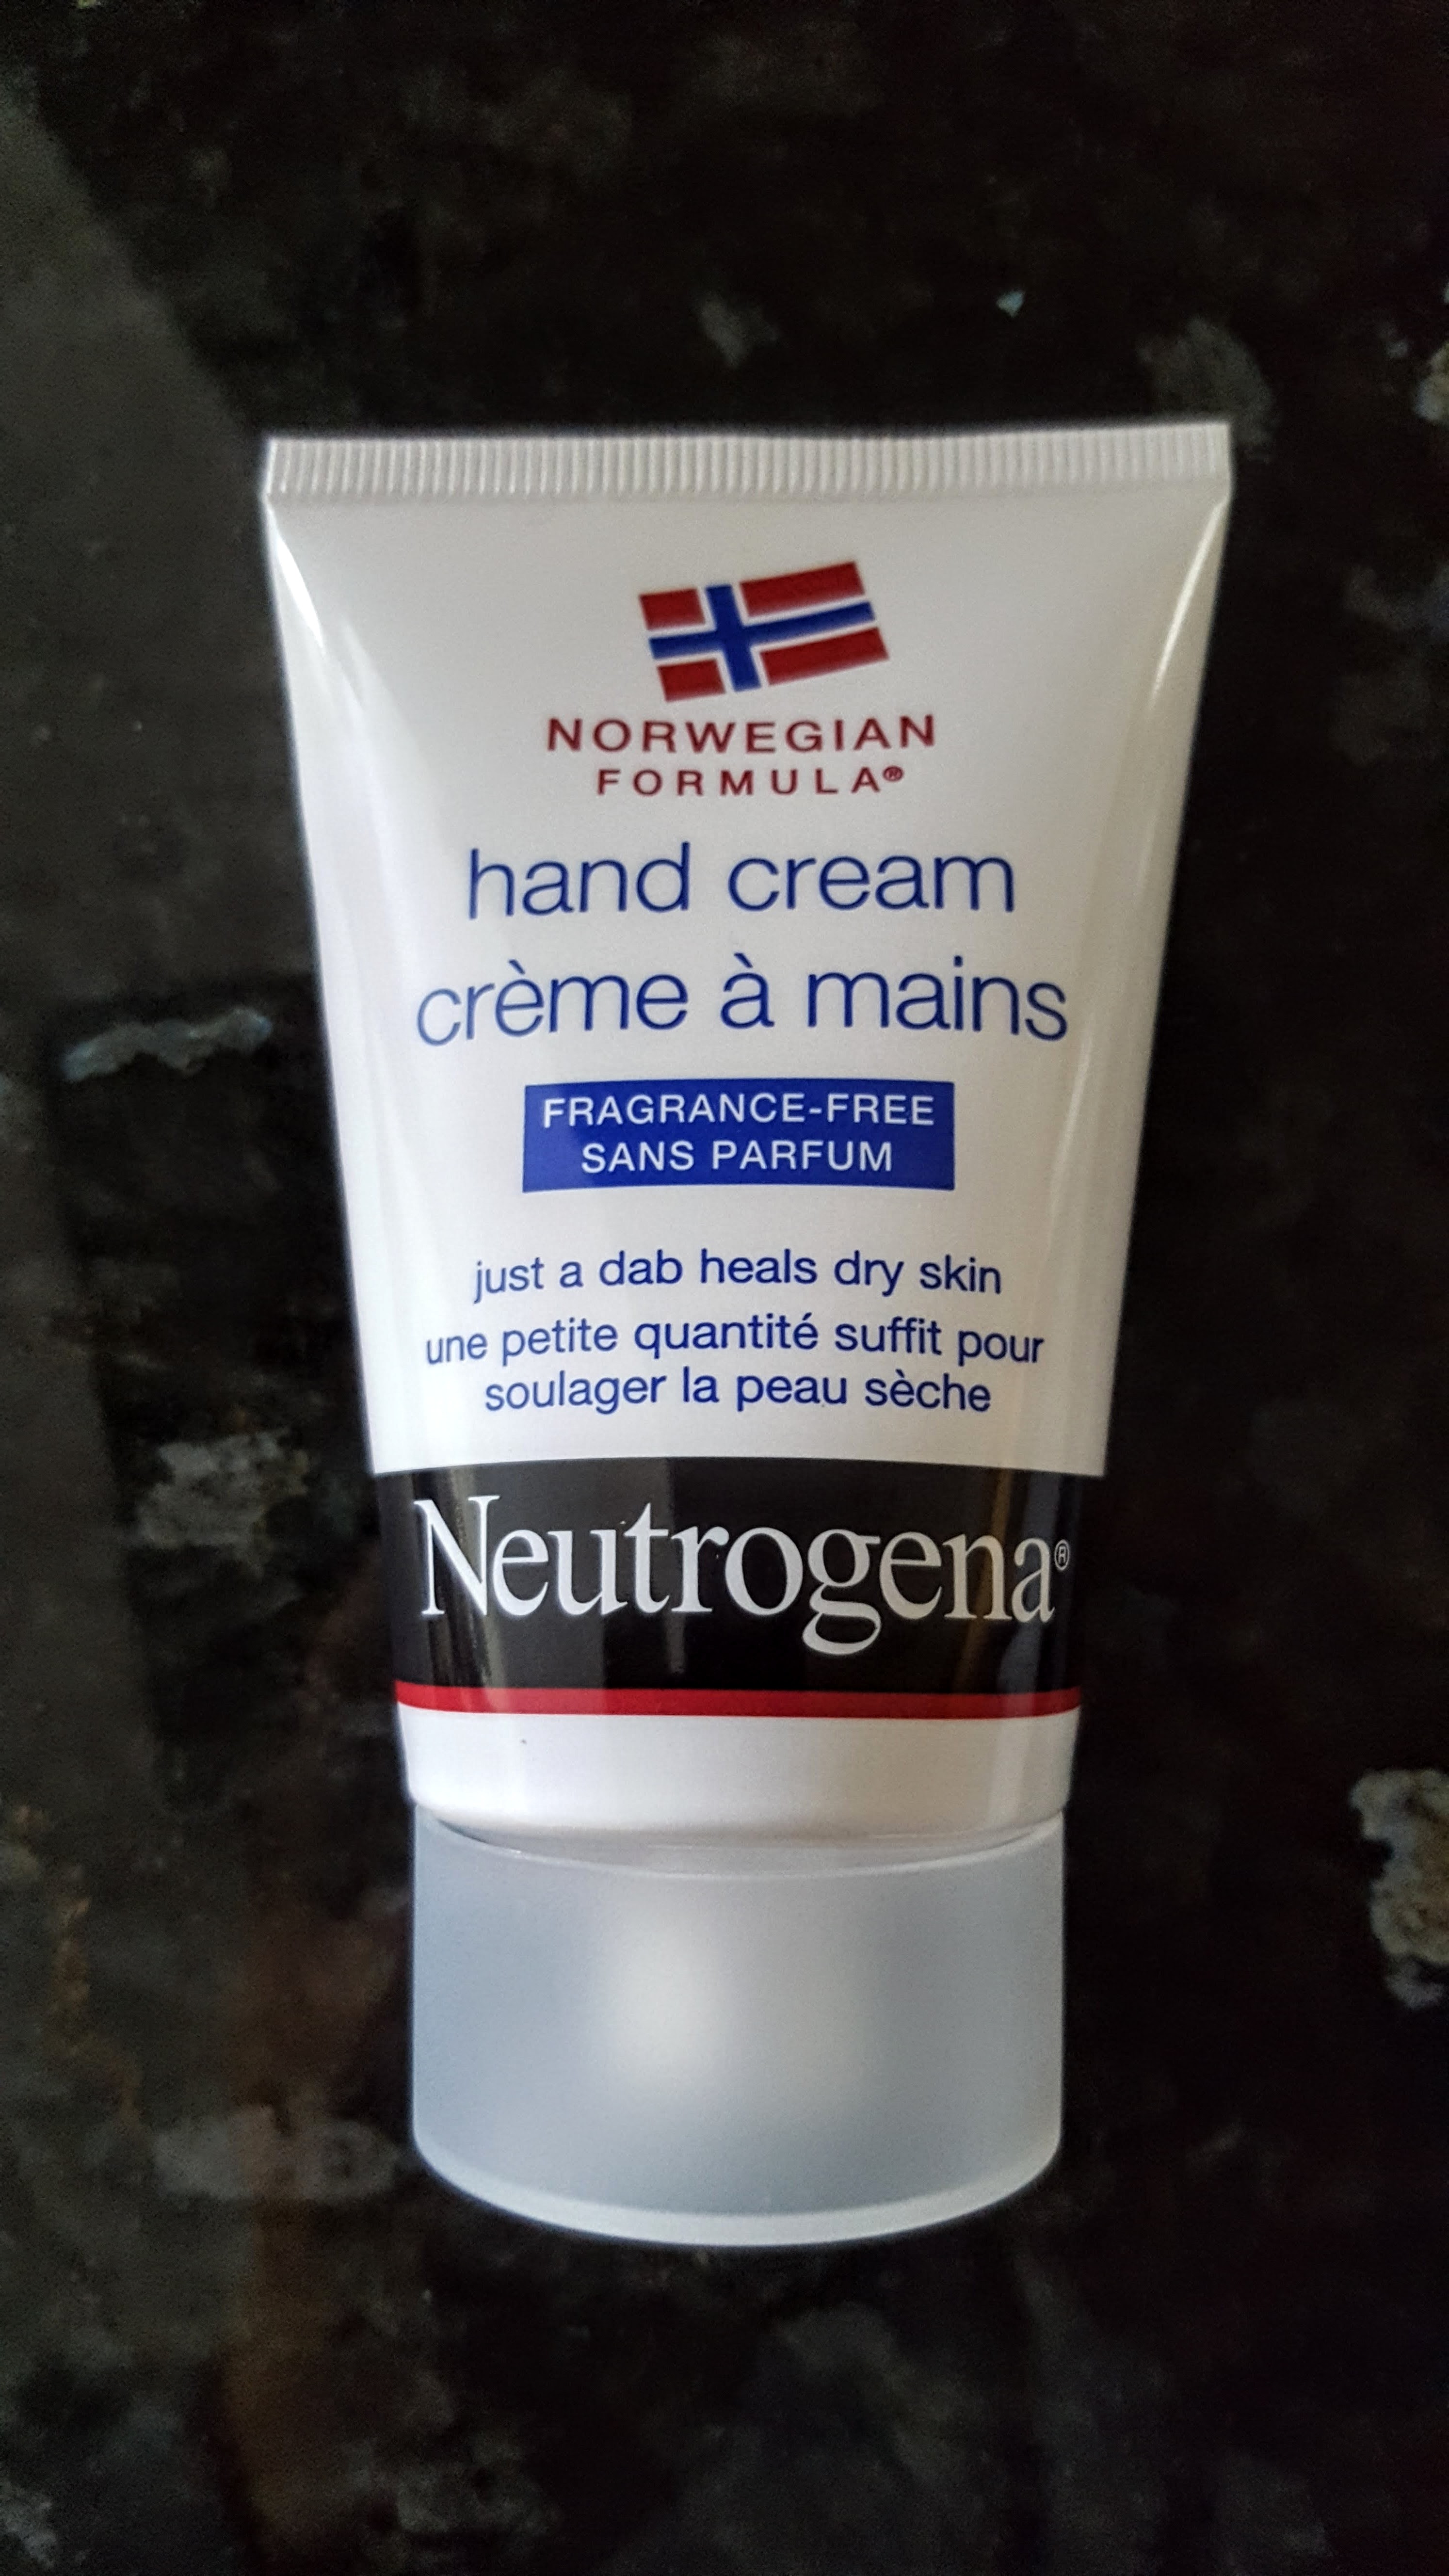 NORWEGIAN
FORMULA®
hand cream
crème à mains
FRAGRANCE-FREE
SANS PARFUM
just a dab heals dry skin
une petite quantité suffit pour
soulager la peau sèche
Neutrogena®